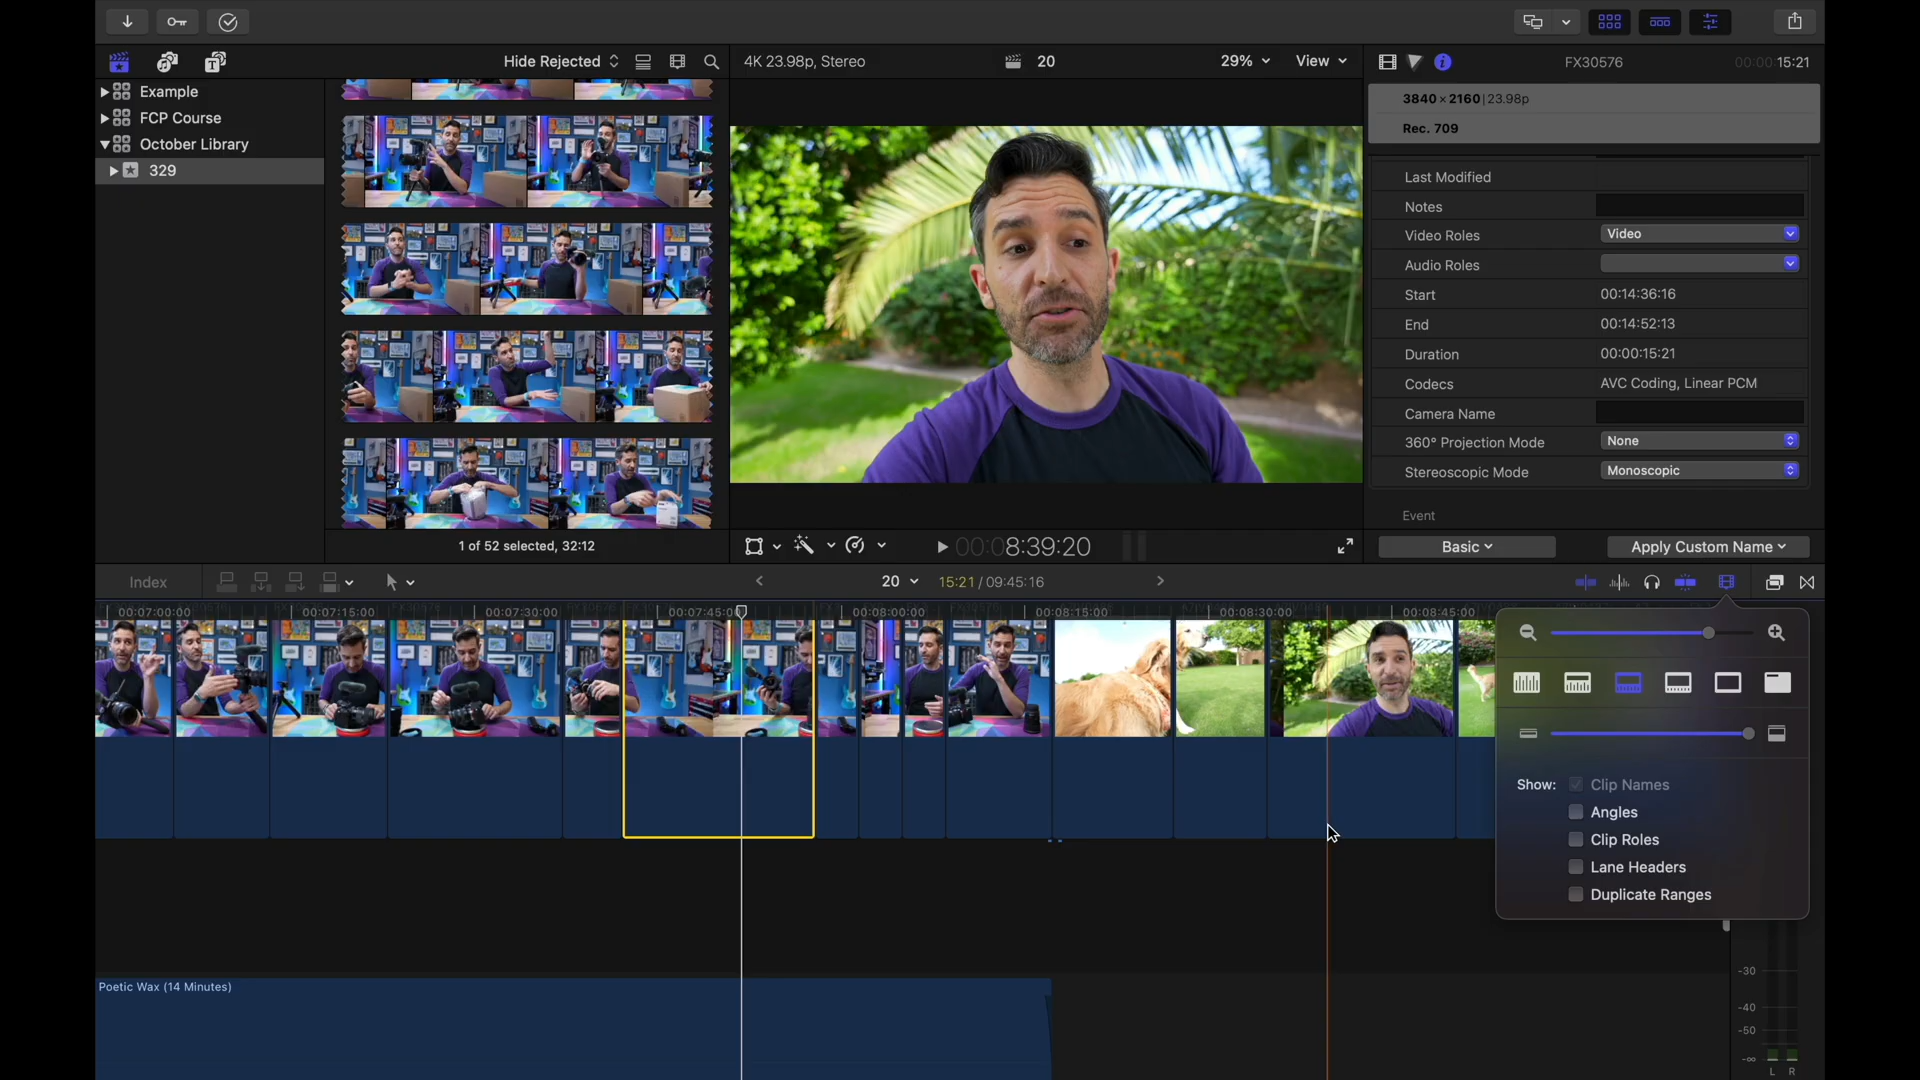 Hide Rejected
4K 23.98p, Stereo
20
29%
View
FX30576
00:00:15:21
Example
FCP Course
October Library
329
3840 × 2160 | 23.98p
Rec. 709
Last Modified
Notes
Video Roles Video
Audio Roles
Start 00:14:36:16
End 00:14:52:13
Duration 00:00:15:21
Codecs AVC Coding, Linear PCM
Camera Name
360° Projection Mode None
Stereoscopic Mode Monoscopic
Event
1 of 52 selected, 32:12
00:08:39:20
Basic
Apply Custom Name
Index
20
15:21 / 09:45:16
00:07:00:00
00:07:15:00
00:07:30:00
00:07:45:00
00:08:00:00
00:08:15:00
00:08:30:00
00:08:45:00
Show: Clip Names
Angles
Clip Roles
Lane Headers
Duplicate Ranges
Poetic Wax (14 Minutes)
-30
-40
-50
-∞
L R